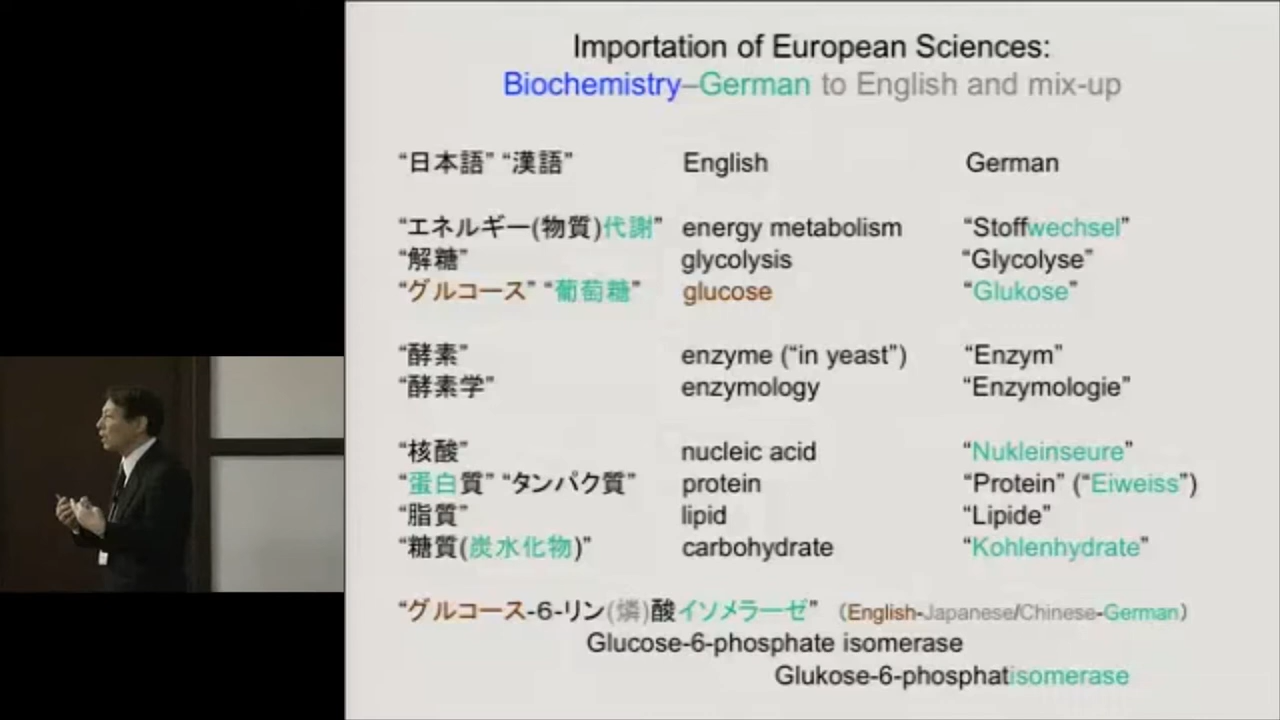 Importation of European Sciences:
Biochemistry–German to English and mix-up
“日本語” “漢語” English German
“エネルギー(物質)代謝” energy metabolism “Stoffwechsel”
“解糖” glycolysis “Glycolyse”
“グルコース” “葡萄糖” glucose “Glukose”
“酵素” enzyme (“in yeast”) “Enzym”
“酵素学” enzymology “Enzymologie”
“核酸” nucleic acid “Nukleinseure”
“蛋白質” “タンパク質” protein “Protein” (“Eiweiss”)
“脂質” lipid “Lipide”
“糖質(炭水化物)” carbohydrate “Kohlenhydrate”
“グルコース-6-リン(燐)酸イソメラーゼ” （English-Japanese/Chinese-German）
Glucose-6-phosphate isomerase
Glukose-6-phosphatisomerase